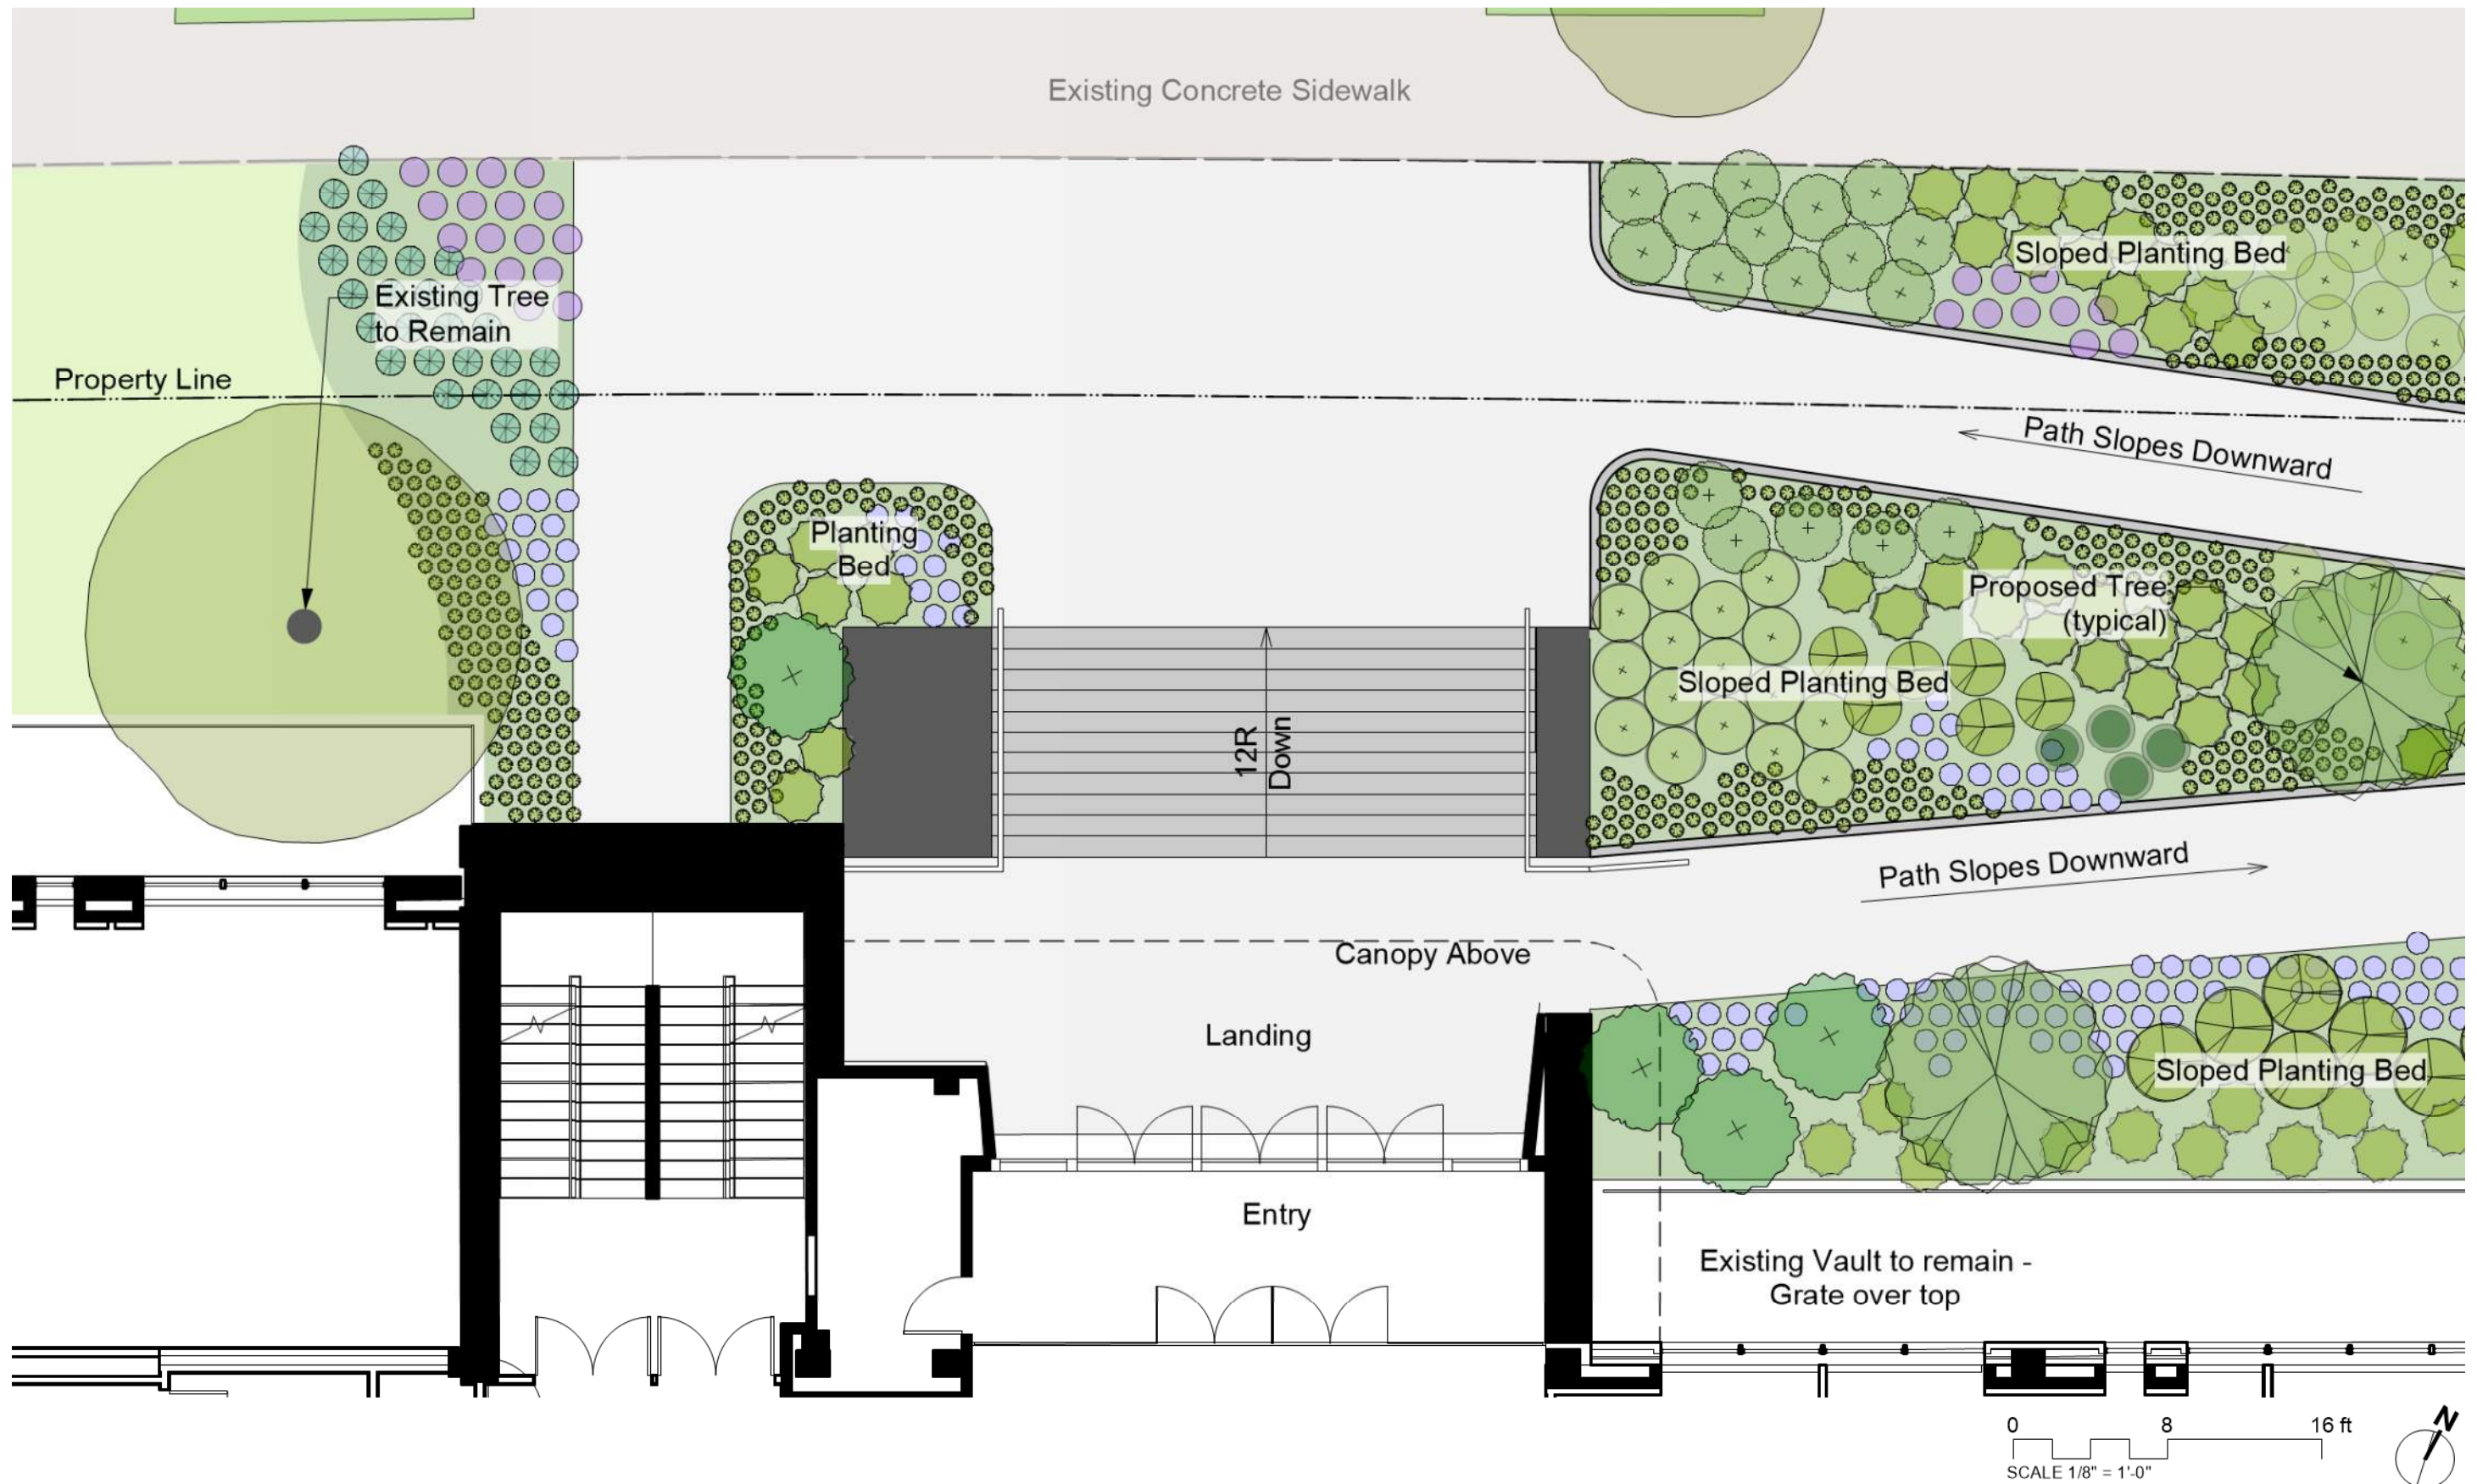 Existing Concrete Sidewalk
Sloped Planting Bed
Existing Tree
to Remain
Property Line
Path Slopes Downward
Planting
Bed
Proposed Tree
(typical)
Sloped Planting Bed
12R
Down
Path Slopes Downward
Canopy Above
Landing
Sloped Planting Bed
Entry
Existing Vault to remain -
Grate over top
0 8 16 ft
SCALE 1/8" = 1'-0"
N